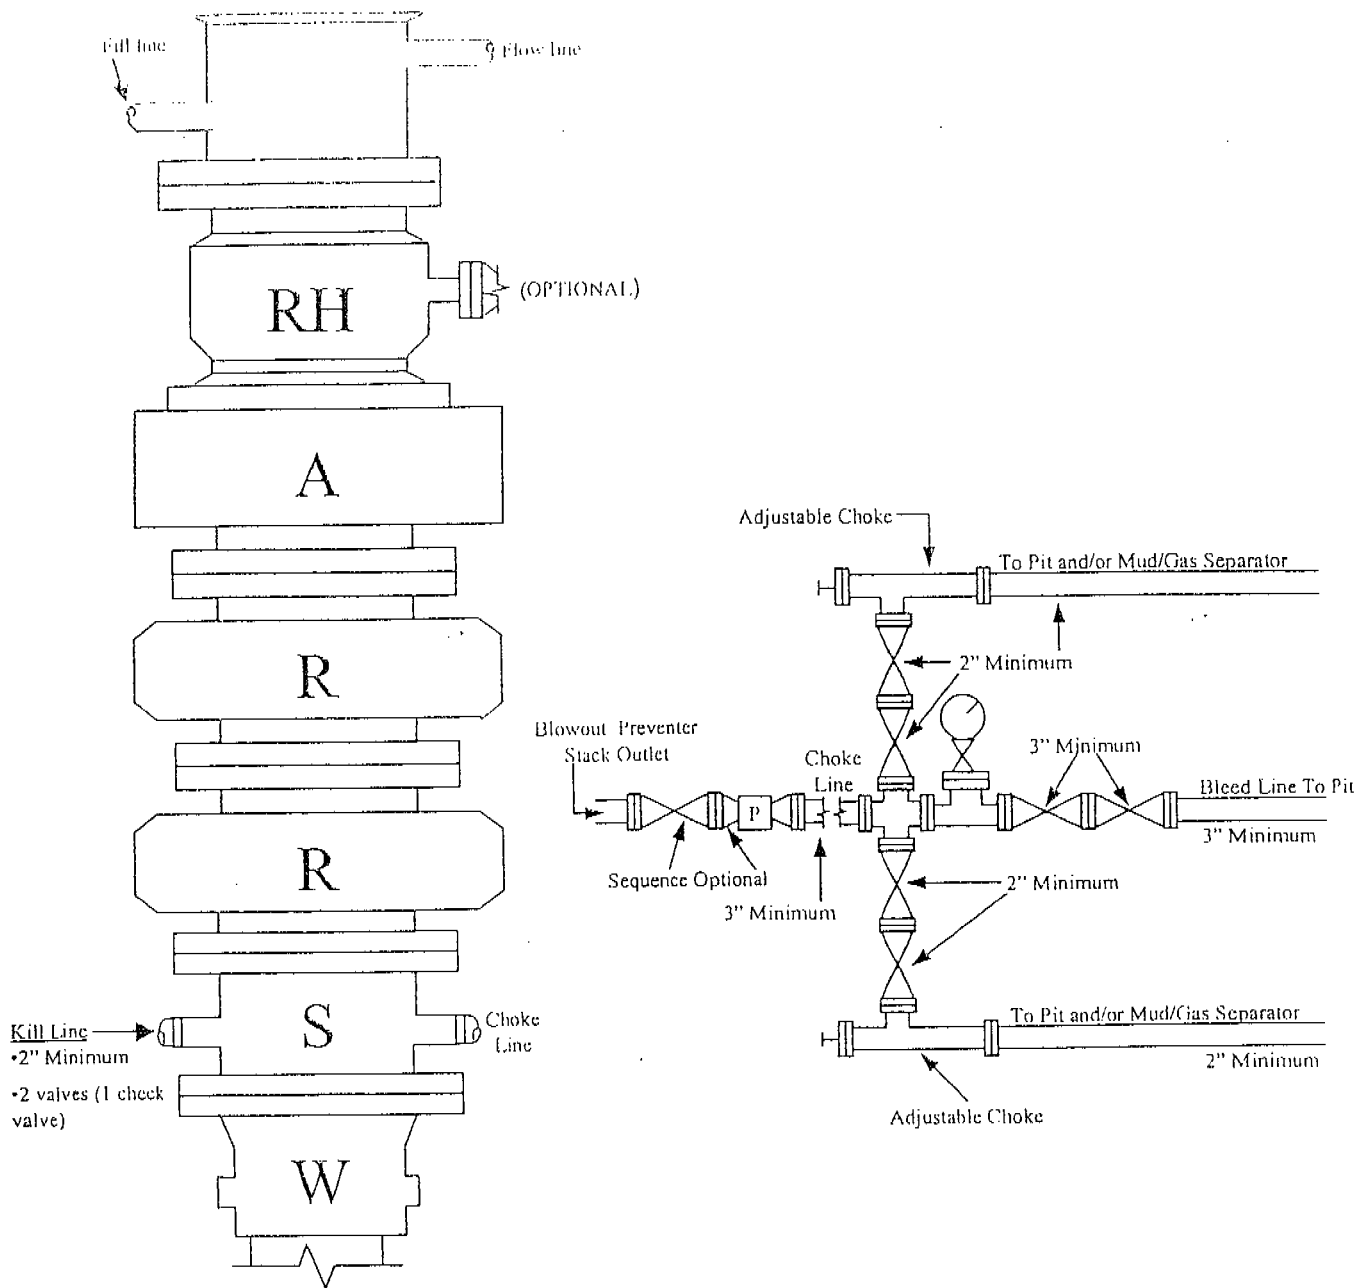 Fill line
Flow line
RH
(OPTIONAL)
A
R
R
S
Kill Line
•2" Minimum
•2 valves (1 check
valve)
Choke
Line
W
Adjustable Choke
To Pit and/or Mud/Gas Separator
2" Minimum
Blowout Preventer
Stack Outlet
Choke
Line
3" Minimum
Bleed Line To Pit
3" Minimum
P
Sequence Optional
3" Minimum
2" Minimum
To Pit and/or Mud/Gas Separator
2" Minimum
Adjustable Choke